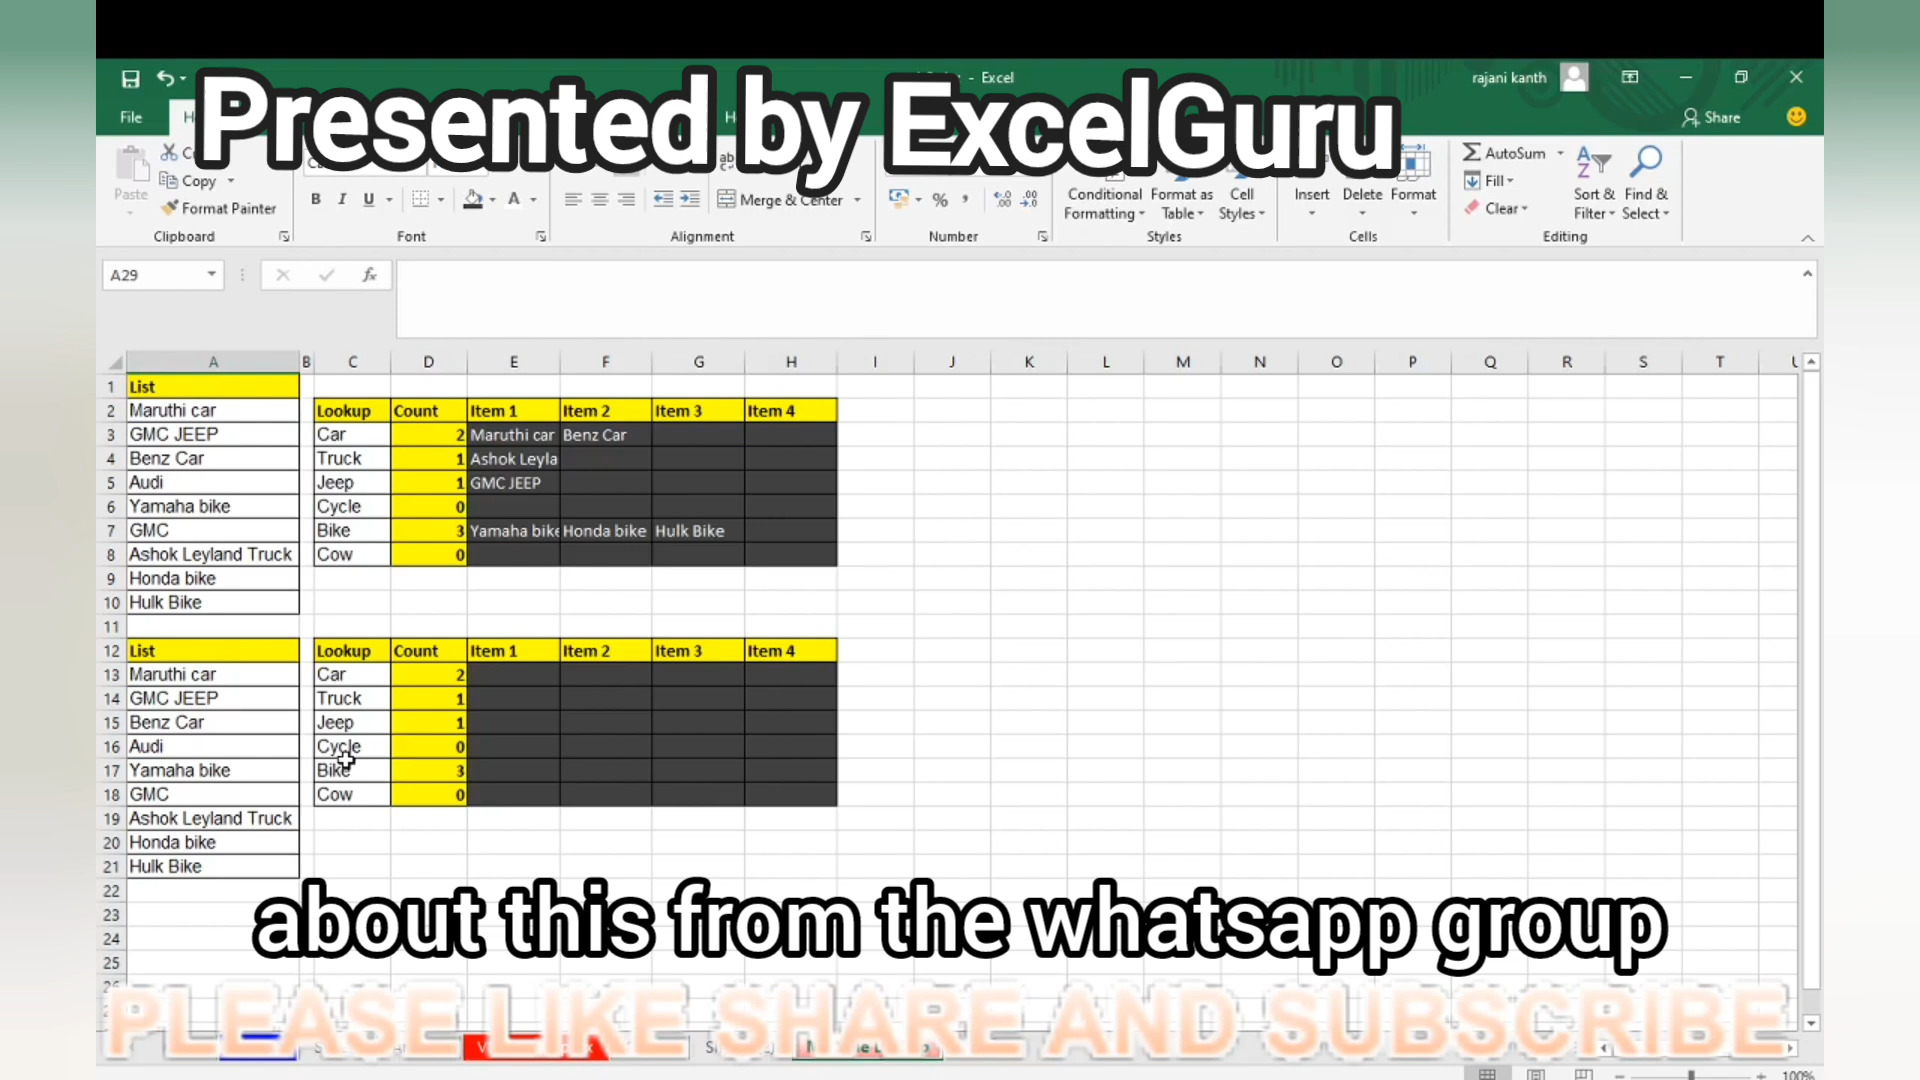 Presented by ExcelGuru
- Excel
rajani kanth
File
Share
Paste
Copy
Format Painter
Clipboard
B I U
Font
Merge & Center
Alignment
%
Number
Conditional Formatting
Format as Table
Cell Styles
Styles
Insert
Delete
Format
Cells
AutoSum
Fill
Clear
Sort & Filter
Find & Select
Editing
A29
fx
A B C D E F G H I J K L M N O P Q R S T
1 List
2 Maruthi car Lookup Count Item 1 Item 2 Item 3 Item 4
3 GMC JEEP Car 2 Maruthi car Benz Car
4 Benz Car Truck 1 Ashok Leyla
5 Audi Jeep 1 GMC JEEP
6 Yamaha bike Cycle 0
7 GMC Bike 3 Yamaha bike Honda bike Hulk Bike
8 Ashok Leyland Truck Cow 0
9 Honda bike
10 Hulk Bike
11
12 List Lookup Count Item 1 Item 2 Item 3 Item 4
13 Maruthi car Car 2
14 GMC JEEP Truck 1
15 Benz Car Jeep 1
16 Audi Cycle 0
17 Yamaha bike Bike 3
18 GMC Cow 0
19 Ashok Leyland Truck
20 Honda bike
21 Hulk Bike
22
23
24
25
about this from the whatsapp group
PLEASE LIKE SHARE AND SUBSCRIBE
100%